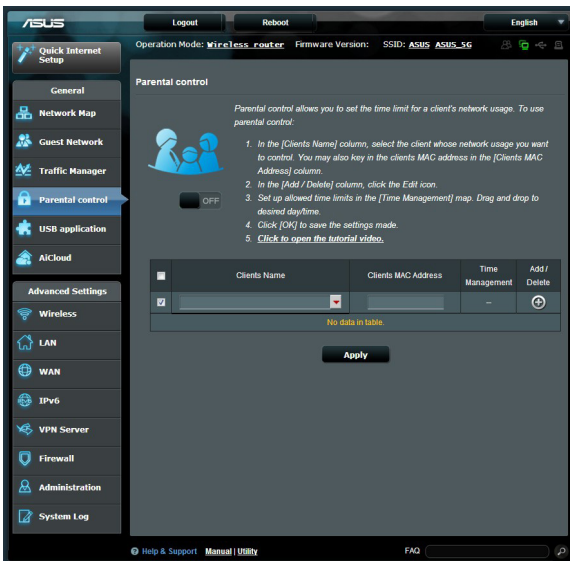 ASUS
Logout
Reboot
English
Quick Internet
Setup
Operation Mode: Wireless router Firmware Version: SSID: ASUS ASUS_5G
General
Network Map
Guest Network
Traffic Manager
Parental control
USB application
AiCloud
Advanced Settings
Wireless
LAN
WAN
IPv6
VPN Server
Firewall
Administration
System Log
Parental control
Parental control allows you to set the time limit for a client's network usage. To use
parental control:
1. In the [Clients Name] column, select the client whose network usage you want
to control. You may also key in the clients MAC address in the [Clients MAC
Address] column.
2. In the [Add / Delete] column, click the Edit icon.
3. Set up allowed time limits in the [Time Management] map. Drag and drop to
desired day/time.
4. Click [OK] to save the settings made.
5. Click to open the tutorial video.
OFF
Clients Name
Clients MAC Address
Time
Management
Add /
Delete
--
No data in table.
Apply
Help & Support Manual | Utility
FAQ